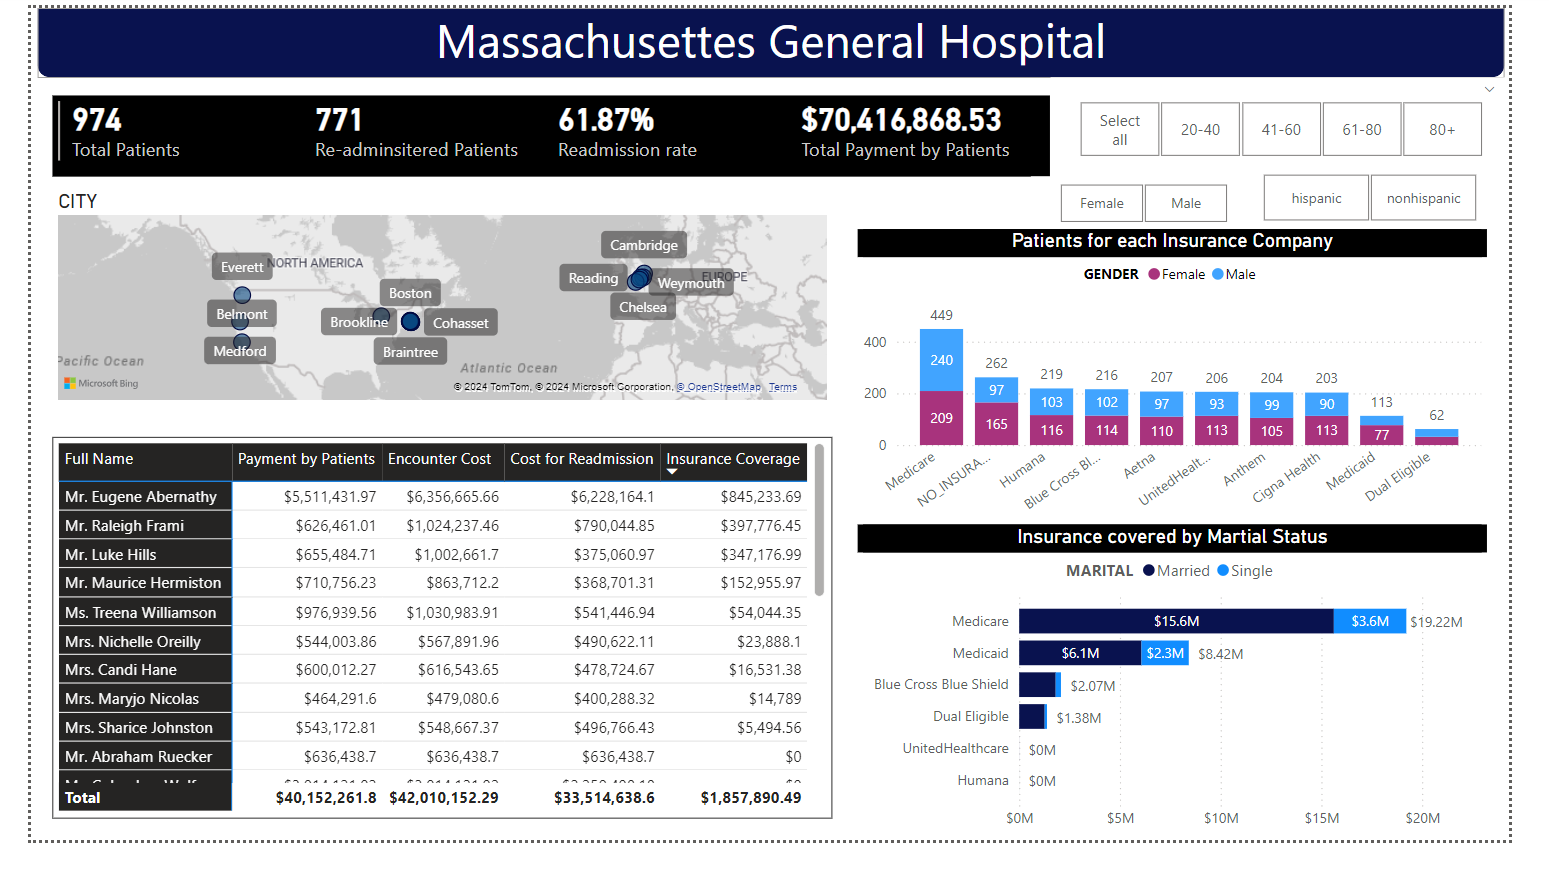 Massachusettes General Hospital
974
Total Patients
771
Re-adminsitered Patients
61.87%
Readmission rate
$70,416,868.53
Total Payment by Patients
Select all
20-40
41-60
61-80
80+
Female
Male
hispanic
nonhispanic
CITY
NORTH AMERICA
EUROPE
Everett
Belmont
Medford
Boston
Brookline
Cohasset
Braintree
Cambridge
Reading
Weymouth
Chelsea
Pacific Ocean
Atlantic Ocean
Microsoft Bing
© 2024 TomTom, © 2024 Microsoft Corporation, © OpenStreetMap Terms
Full Name Payment by Patients Encounter Cost Cost for Readmission Insurance Coverage
Mr. Eugene Abernathy $5,511,431.97 $6,356,665.66 $6,228,164.1 $845,233.69
Mr. Raleigh Frami $626,461.01 $1,024,237.46 $790,044.85 $397,776.45
Mr. Luke Hills $655,484.71 $1,002,661.7 $375,060.97 $347,176.99
Mr. Maurice Hermiston $710,756.23 $863,712.2 $368,701.31 $152,955.97
Ms. Treena Williamson $976,939.56 $1,030,983.91 $541,446.94 $54,044.35
Mrs. Nichelle Oreilly $544,003.86 $567,891.96 $490,622.11 $23,888.1
Mrs. Candi Hane $600,012.27 $616,543.65 $478,724.67 $16,531.38
Mrs. Maryjo Nicolas $464,291.6 $479,080.6 $400,288.32 $14,789
Mrs. Sharice Johnston $543,172.81 $548,667.37 $496,766.43 $5,494.56
Mr. Abraham Ruecker $636,438.7 $636,438.7 $636,438.7 $0
Total $40,152,261.8 $42,010,152.29 $33,514,638.6 $1,857,890.49
Patients for each Insurance Company
GENDER Female Male
400
200
0
449 262 219 216 207 206 204 203 113 62
240 97 103 102 97 93 99 90
209 165 116 114 110 113 105 113 77
Medicare
NO_INSURA...
Humana
Blue Cross Bl...
Aetna
UnitedHealt...
Anthem
Cigna Health
Medicaid
Dual Eligible
Insurance covered by Martial Status
MARITAL Married Single
Medicare $15.6M $3.6M $19.22M
Medicaid $6.1M $2.3M $8.42M
Blue Cross Blue Shield $2.07M
Dual Eligible $1.38M
UnitedHealthcare $0M
Humana $0M
$0M $5M $10M $15M $20M